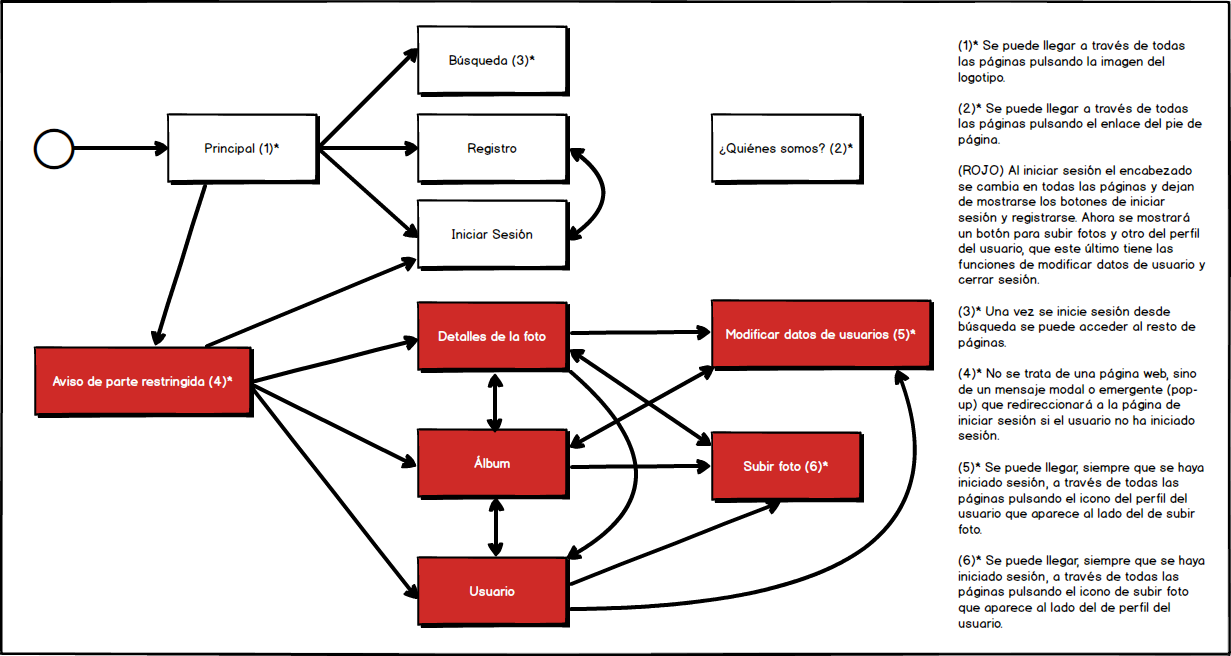 Búsqueda (3)*
Principal (1)*
Registro
¿Quiénes somos? (2)*
Iniciar Sesión
Detalles de la foto
Modificar datos de usuarios (5)*
Aviso de parte restringida (4)*
Álbum
Subir foto (6)*
Usuario
(1)* Se puede llegar a través de todas
las páginas pulsando la imagen del
logotipo.
(2)* Se puede llegar a través de todas
las páginas pulsando el enlace del pie de
página.
(ROJO) Al iniciar sesión el encabezado
se cambia en todas las páginas y dejan
de mostrarse los botones de iniciar
sesión y registrarse. Ahora se mostrará
un botón para subir fotos y otro del perfil
del usuario, que este último tiene las
funciones de modificar datos de usuario y
cerrar sesión.
(3)* Una vez se inicie sesión desde
búsqueda se puede acceder al resto de
páginas.
(4)* No se trata de una página web, sino
de un mensaje modal o emergente (pop-
up) que redireccionará a la página de
iniciar sesión si el usuario no ha iniciado
sesión.
(5)* Se puede llegar, siempre que se haya
iniciado sesión, a través de todas las
páginas pulsando el icono del perfil del
usuario que aparece al lado del de subir
foto.
(6)* Se puede llegar, siempre que se haya
iniciado sesión, a través de todas las
páginas pulsando el icono de subir foto
que aparece al lado del de perfil del
usuario.